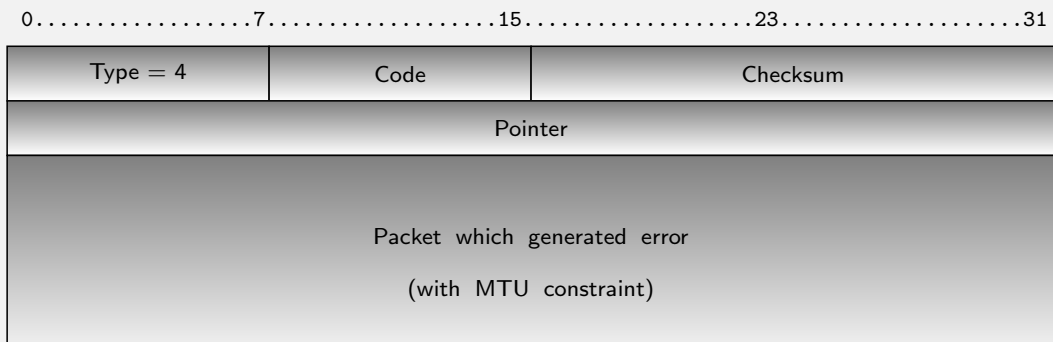 0.................7..................15...................23...................31
Type = 4 Code Checksum
Pointer
Packet which generated error
(with MTU constraint)